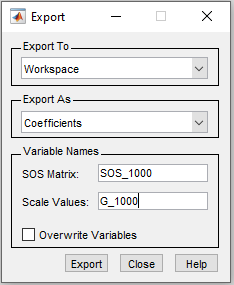 Export
Export To
Workspace
Export As
Coefficients
Variable Names
SOS Matrix: SOS_1000
Scale Values: G_1000
Overwrite Variables
Export Close Help